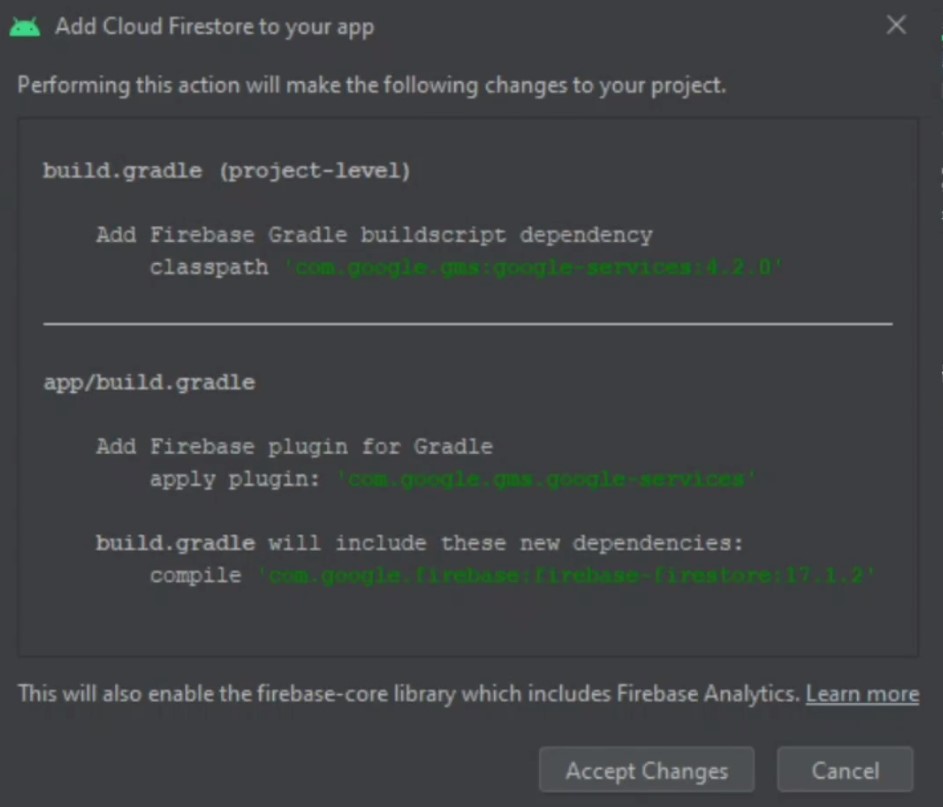 Add Cloud Firestore to your app
Performing this action will make the following changes to your project.
build.gradle (project-level)
Add Firebase Gradle buildscript dependency
classpath 'com.google.gms:google-services:4.2.0'
app/build.gradle
Add Firebase plugin for Gradle
apply plugin: 'com.google.gms.google-services'
build.gradle will include these new dependencies:
compile 'com.google.firebase:firebase-firestore:17.1.2'
This will also enable the firebase-core library which includes Firebase Analytics. Learn more
Accept Changes Cancel